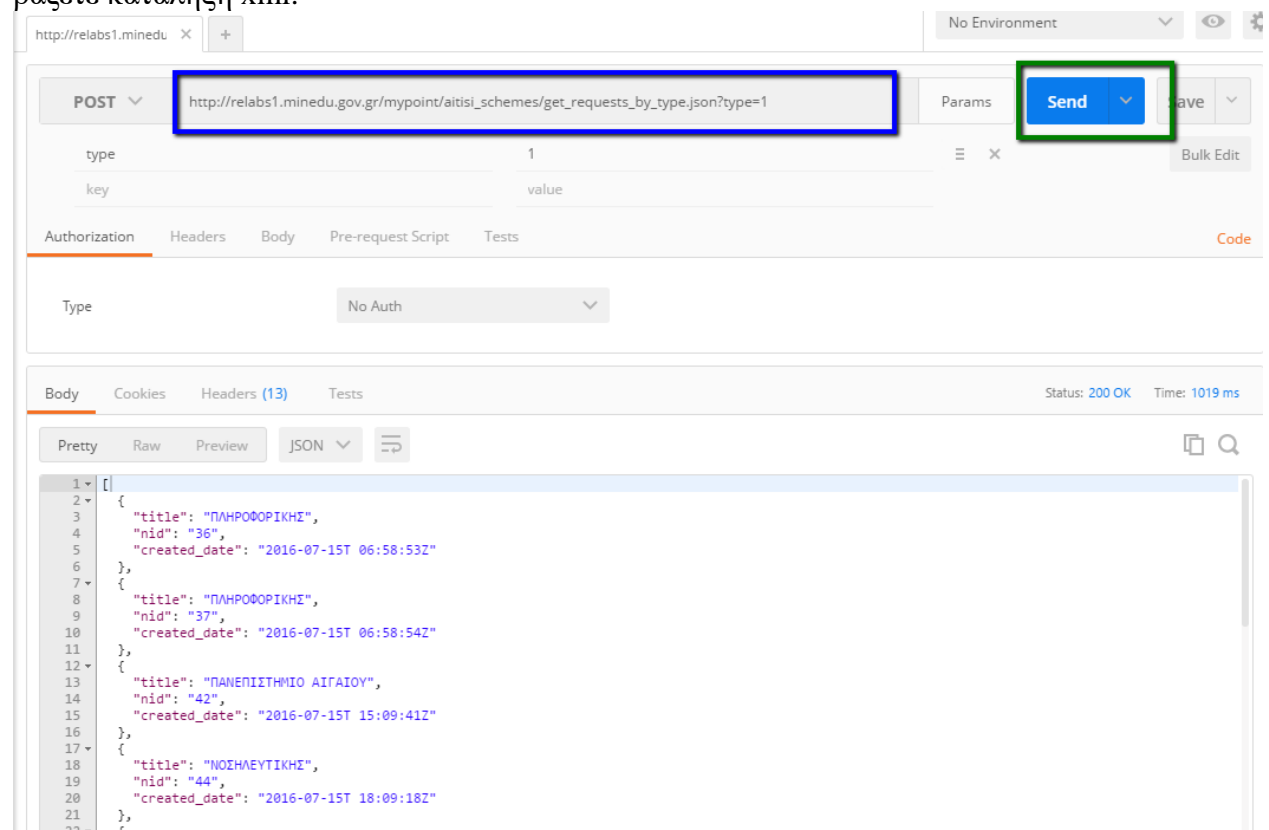 http://relabs1.minedu × +
No Environment
POST http://relabs1.minedu.gov.gr/mypoint/aitisi_schemes/get_requests_by_type.json?type=1 Params Send Save
type 1 Bulk Edit
key value
Authorization Headers Body Pre-request Script Tests Code
Type No Auth
Body Cookies Headers (13) Tests Status: 200 OK Time: 1019 ms
Pretty Raw Preview JSON
1 [
2 {
3 "title": "ΠΛΗΡΟΦΟΡΙΚΗΣ",
4 "nid": "36",
5 "created_date": "2016-07-15T 06:58:53Z"
6 },
7 {
8 "title": "ΠΛΗΡΟΦΟΡΙΚΗΣ",
9 "nid": "37",
10 "created_date": "2016-07-15T 06:58:54Z"
11 },
12 {
13 "title": "ΠΑΝΕΠΙΣΤΗΜΙΟ ΑΙΓΑΙΟΥ",
14 "nid": "42",
15 "created_date": "2016-07-15T 15:09:41Z"
16 },
17 {
18 "title": "ΝΟΣΗΛΕΥΤΙΚΗΣ",
19 "nid": "44",
20 "created_date": "2016-07-15T 18:09:18Z"
21 },